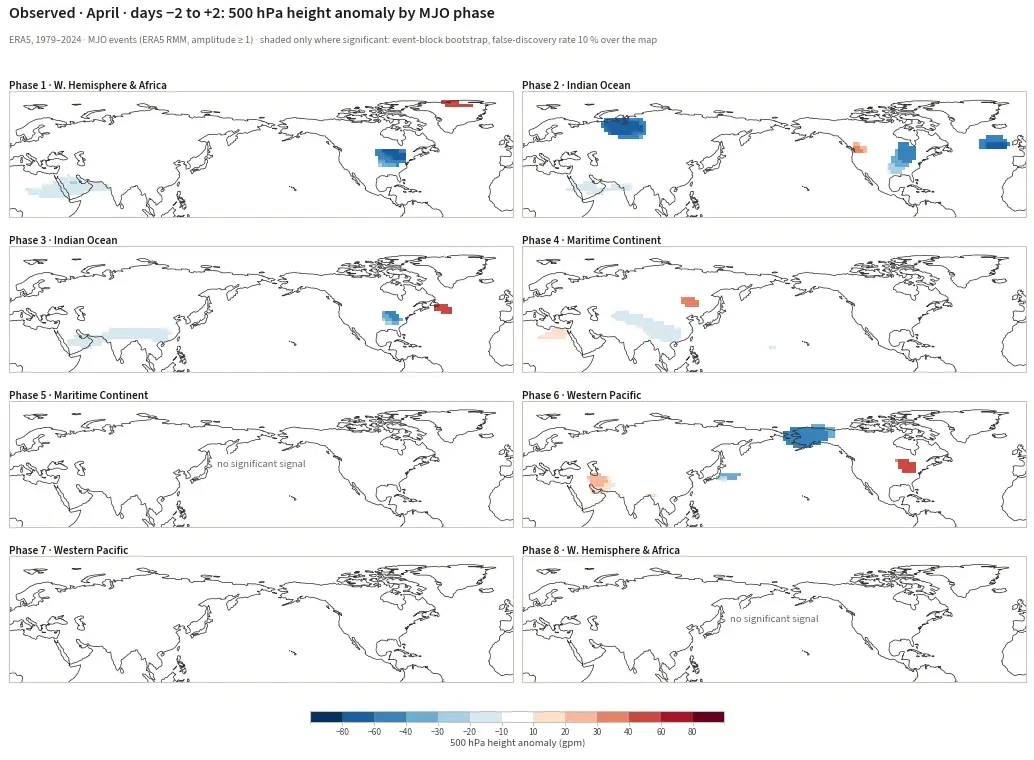 Observed · April · days −2 to +2: 500 hPa height anomaly by MJO phase
ERA5, 1979–2024 · MJO events (ERA5 RMM, amplitude ≥ 1) · shaded only where significant: event-block bootstrap, false-discovery rate 10 % over the map
Phase 1 · W. Hemisphere & Africa
Phase 2 · Indian Ocean
Phase 3 · Indian Ocean
Phase 4 · Maritime Continent
Phase 5 · Maritime Continent
no significant signal
Phase 6 · Western Pacific
Phase 7 · Western Pacific
Phase 8 · W. Hemisphere & Africa
no significant signal
−80 −60 −40 −30 −20 −10 10 20 30 40 60 80
500 hPa height anomaly (gpm)